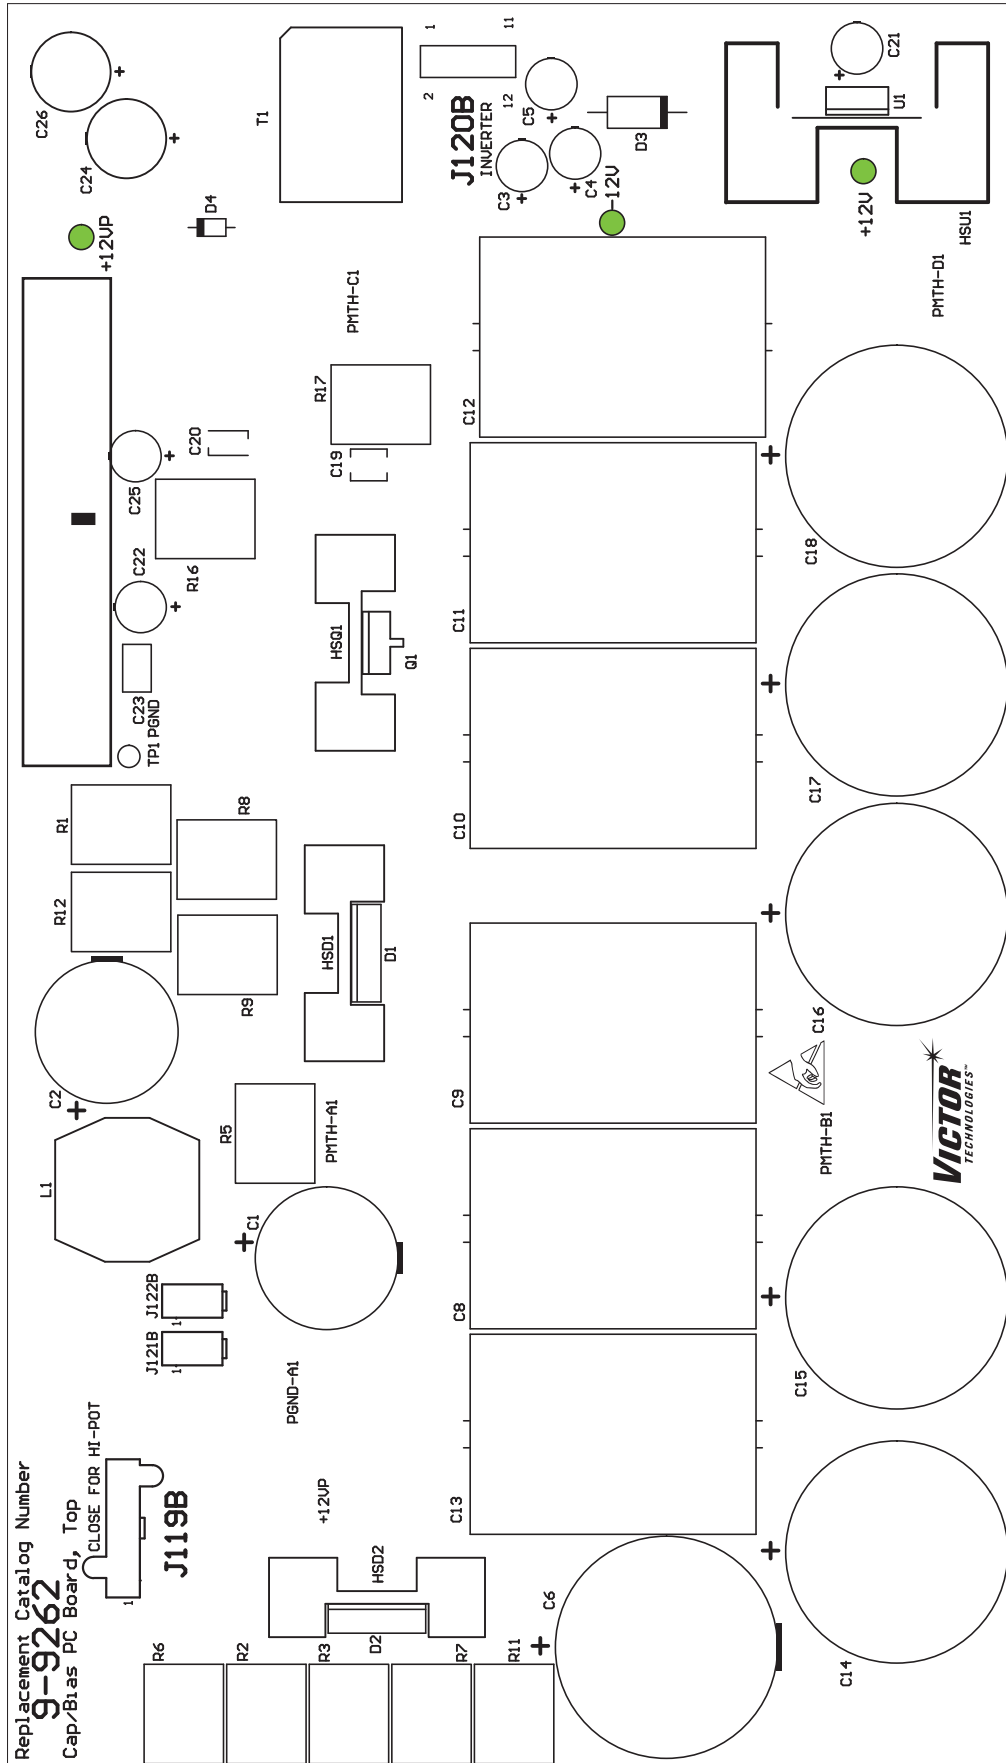 Replacement Catalog Number
9-9262
Cap/Bias PC Board, Top
CLOSE FOR HI-POT
1
J119B
J121B
1
J122B
1
L1
+
C2
R12
R1
TP1 PGND
C23
C22
+
C25
+
R16
C20
+12VP
D4
C24
+
C26
+
T1
1
11
2
12
J120B
INVERTER
C5
+
C3
+
C4
+
-12V
D3
C21
+
U1
+12V
HSU1
PMTH-D1
PMTH-C1
R17
C19
HSQ1
Q1
R8
R9
HSD1
D1
R5
PMTH-A1
+
C1
PGND-A1
+12VP
HSD2
D2
R6
R2
R3
R7
R11
+
C6
C13
C8
C9
C10
C11
C12
+
C14
+
C15
+
C16
+
C17
+
C18
PMTH-B1
VICTOR
TECHNOLOGIES™